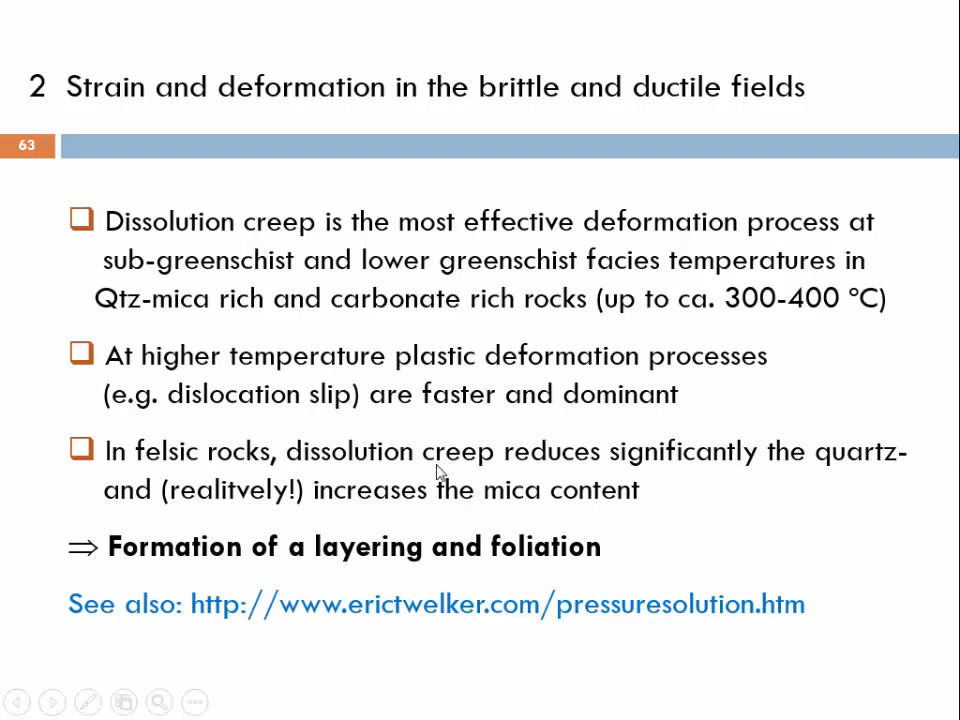 2 Strain and deformation in the brittle and ductile fields
63
❑ Dissolution creep is the most effective deformation process at
sub-greenschist and lower greenschist facies temperatures in
Qtz-mica rich and carbonate rich rocks (up to ca. 300-400 ºC)
❑ At higher temperature plastic deformation processes
(e.g. dislocation slip) are faster and dominant
❑ In felsic rocks, dissolution creep reduces significantly the quartz-
and (realitvely!) increases the mica content
⇒ Formation of a layering and foliation
See also: http://www.erictwelker.com/pressuresolution.htm